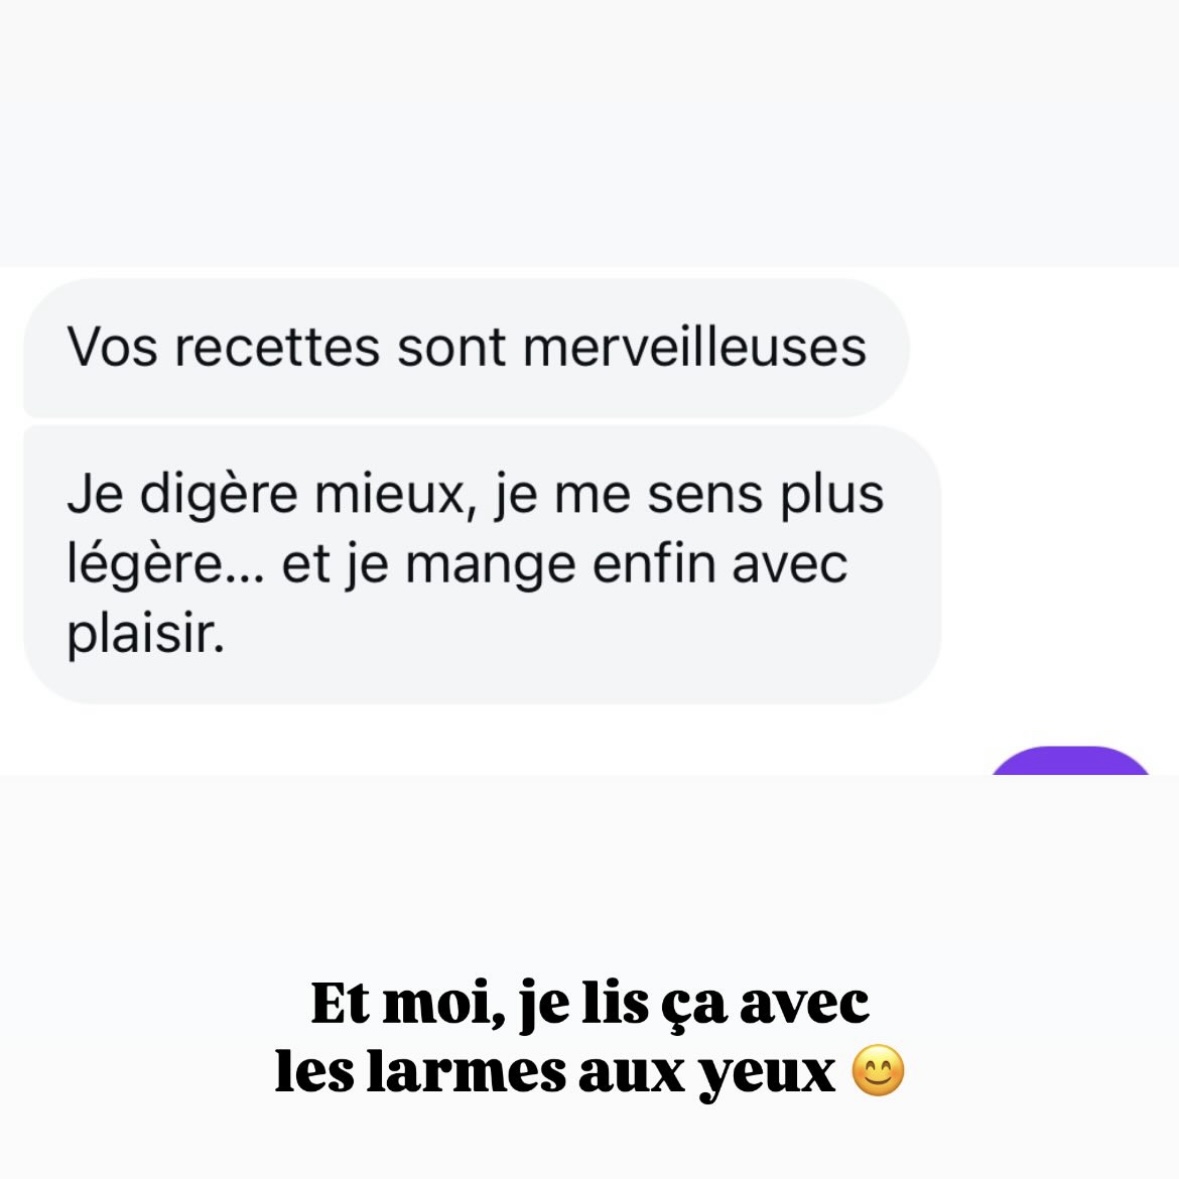 Vos recettes sont merveilleuses
Je digère mieux, je me sens plus
légère... et je mange enfin avec
plaisir.
Et moi, je lis ça avec
les larmes aux yeux 😊